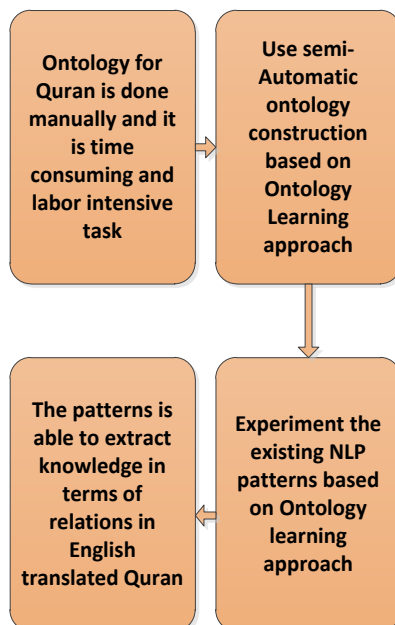 Ontology for
Quran is done
manually and it
is time
consuming and
labor intensive
task
Use semi-
Automatic
ontology
construction
based on
Ontology
Learning
approach
Experiment the
existing NLP
patterns based
on Ontology
learning
approach
The patterns is
able to extract
knowledge in
terms of
relations in
English
translated Quran